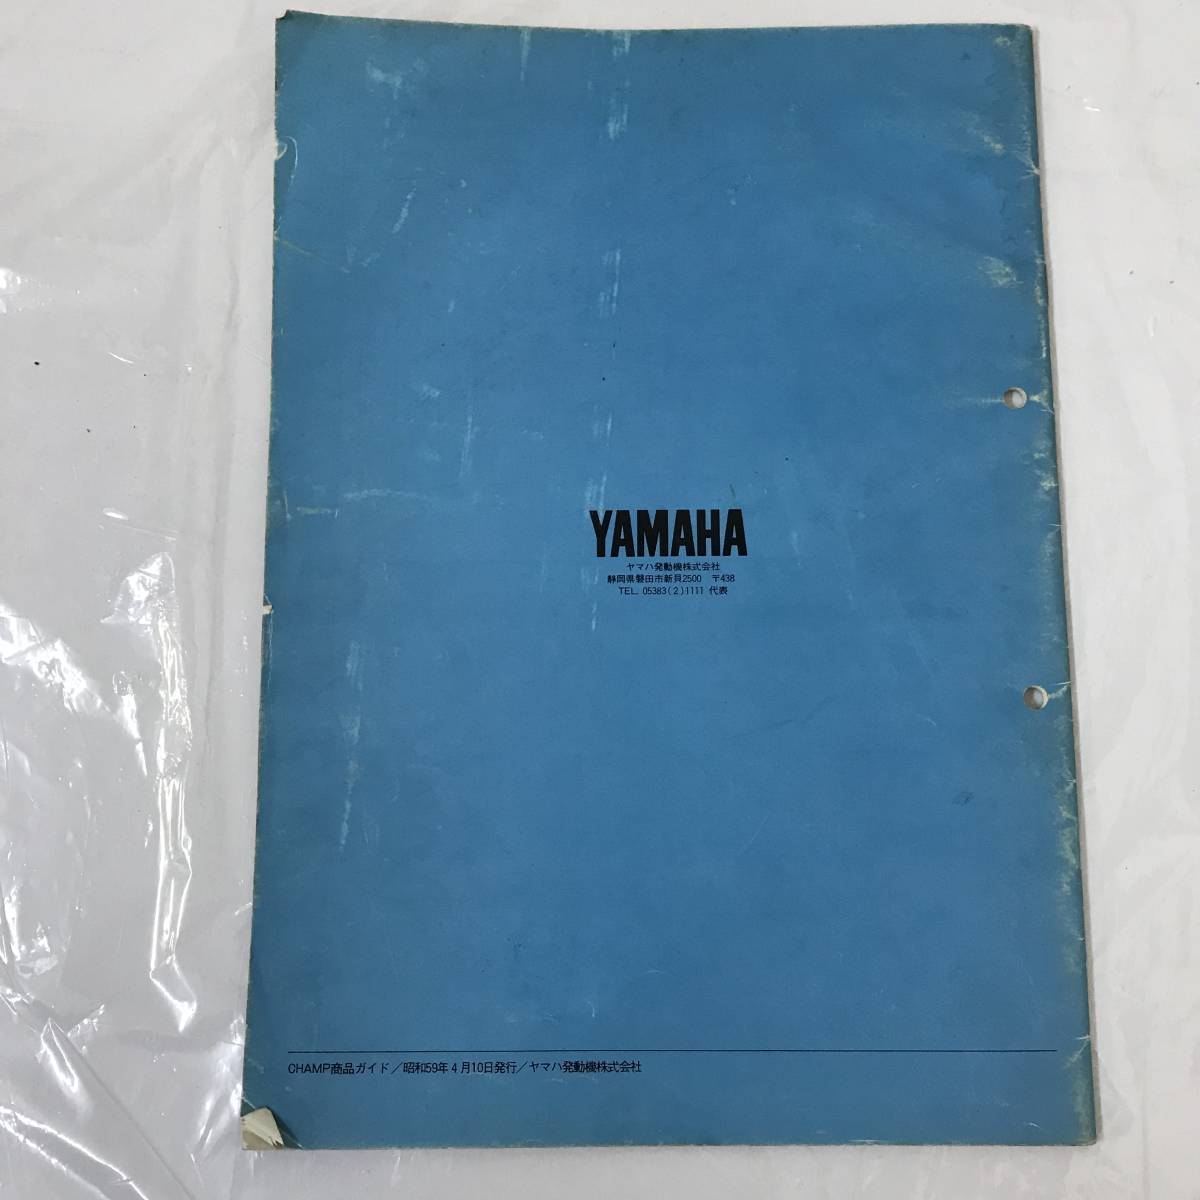 YAMAHA
ヤマハ発動機株式会社
静岡県磐田市新貝2500 〒438
TEL. 05383(2)1111 代表
CHAMP商品ガイド／昭和59年4月10日発行／ヤマハ発動機株式会社